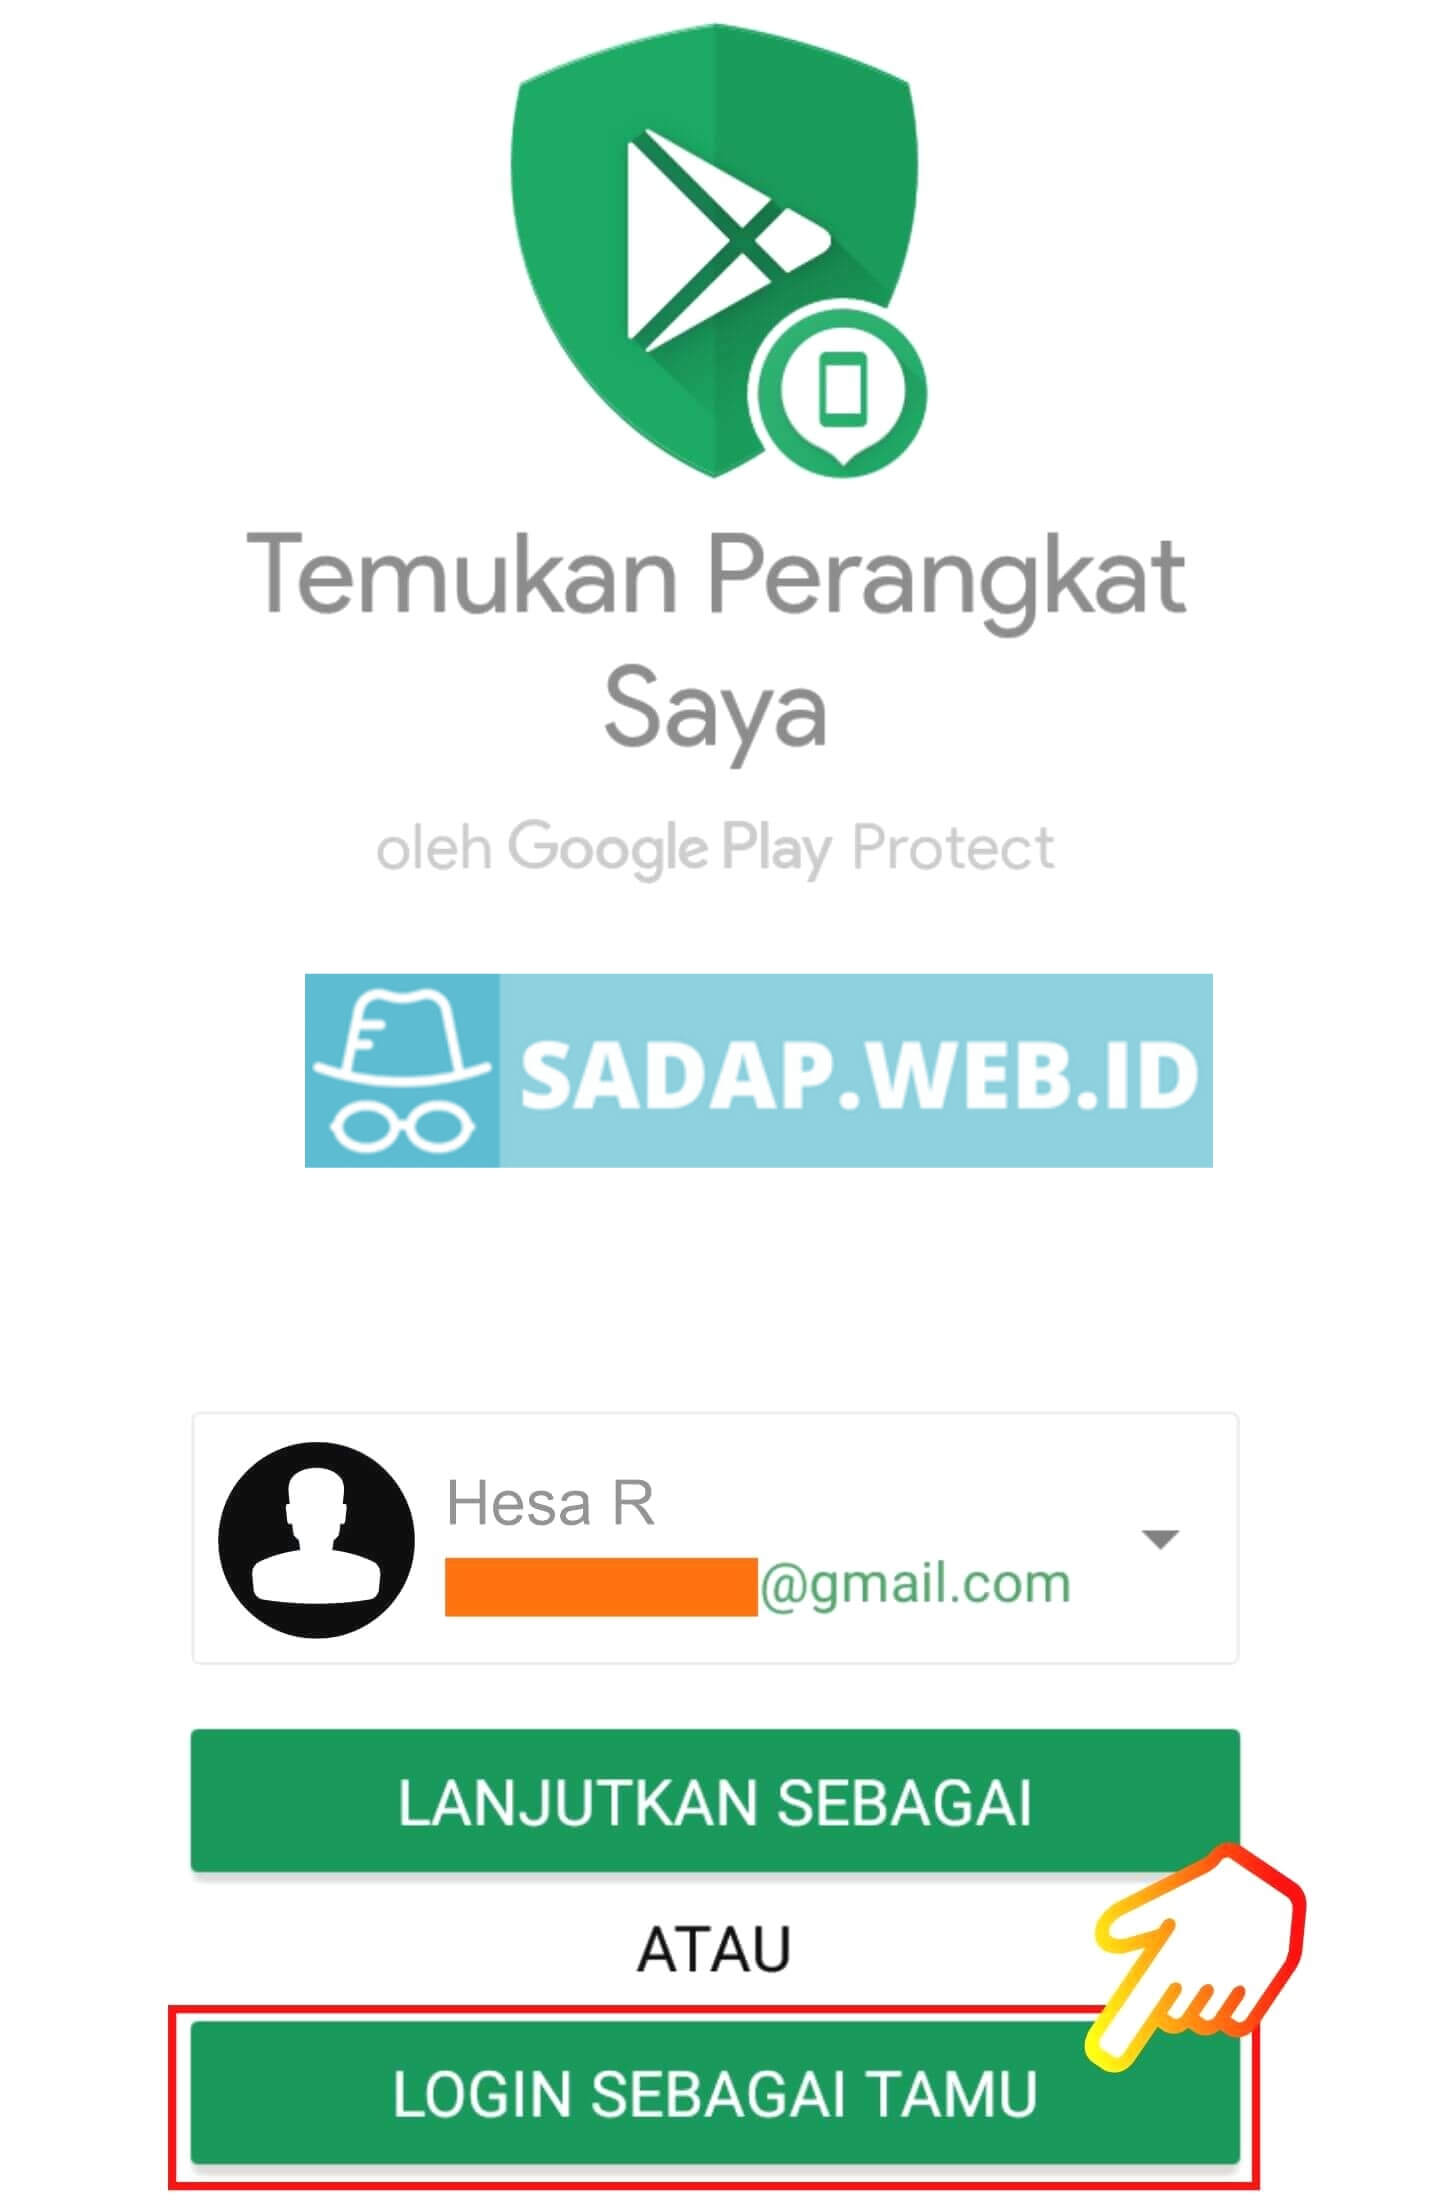 Temukan Perangkat
Saya
oleh Google Play Protect
SADAP.WEB.ID
Hesa R
@gmail.com
LANJUTKAN SEBAGAI
ATAU
LOGIN SEBAGAI TAMU